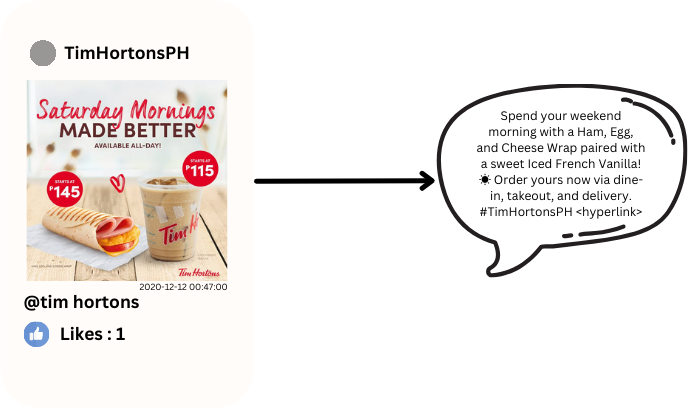 TimHortonsPH
Saturday Mornings
MADE BETTER
AVAILABLE ALL-DAY!
STARTS AT
₱115
STARTS AT
₱145
Tim H
Tim Hortons
2020-12-12 00:47:00
@tim hortons
Likes : 1
Spend your weekend
morning with a Ham, Egg,
and Cheese Wrap paired with
a sweet Iced French Vanilla!
☀ Order yours now via dine-
in, takeout, and delivery.
#TimHortonsPH <hyperlink>